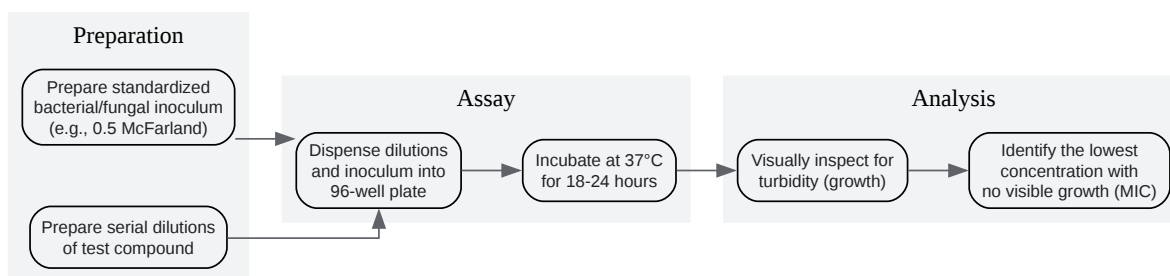 Preparation
Prepare standardized
bacterial/fungal inoculum
(e.g., 0.5 McFarland)
Prepare serial dilutions
of test compound
Assay
Dispense dilutions
and inoculum into
96-well plate
Incubate at 37°C
for 18-24 hours
Analysis
Visually inspect for
turbidity (growth)
Identify the lowest
concentration with
no visible growth (MIC)